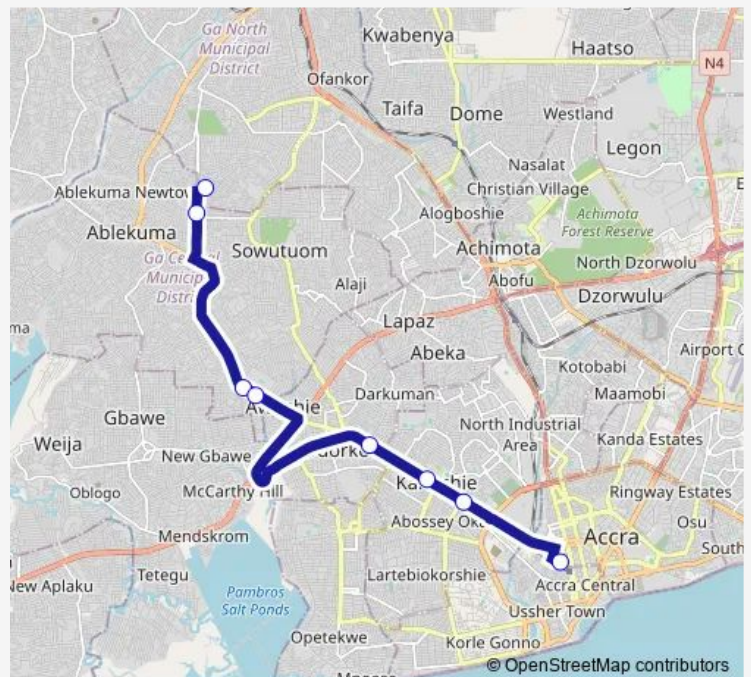 Ga North
Municipal
District
Kwabenya
Haatso
N4
Ofankor
Taifa
Dome
Westland
Legon
Nasalat
Christian Village
Ablekuma
Alogboshie
Achimota
Forest Reserve
Ablekuma
Sowutuom
Achimota
North Dzorwolu
Abofu
Alaji
Dzorwulu
Lapaz
Abeka
Airport
Kotobabi
Darkuman
Maamobi
Gbawe
North Industrial
Area
Kanda Estates
Weija
New Gbawe
McCarthy Hill
Oblogo
Ringway Estates
Abossey
Osu
Mendskrom
Accra
South
Tetegu
Lartebiokorshie
Accra Central
New Aplaku
Pambros
Salt Ponds
Ussher Town
Opetekwe
Korle Gonno
© OpenStreetMap contributors